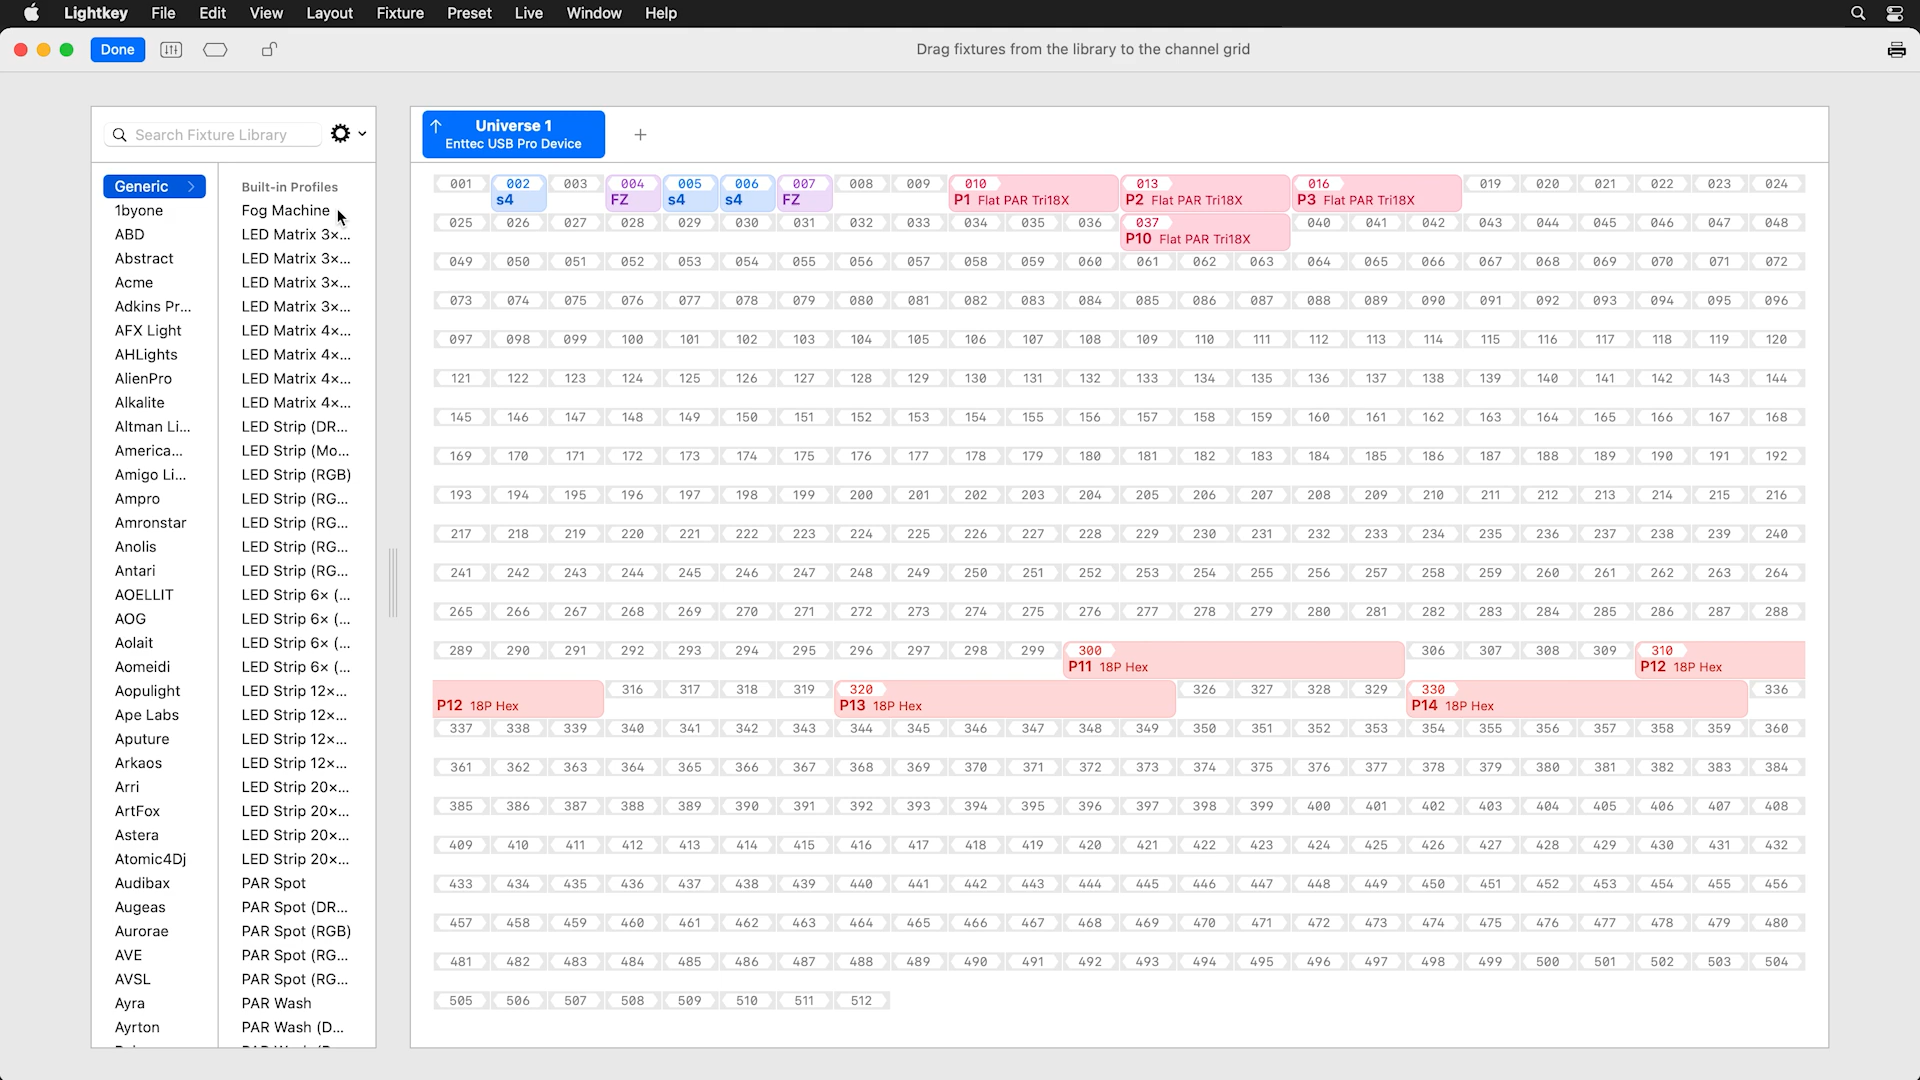 Lightkey File Edit View Layout Fixture Preset Live Window Help
Done Drag fixtures from the library to the channel grid
Search Fixture Library
Generic
1byone
ABD
Abstract
Acme
Adkins Pr...
AFX Light
AHLights
AlienPro
Alkalite
Altman Li...
America...
Amigo Li...
Ampro
Amronstar
Anolis
Antari
AOELLIT
AOG
Aolait
Aomeidi
Aopulight
Ape Labs
Aputure
Arkaos
Arri
ArtFox
Astera
Atomic4Dj
Audibax
Augeas
Aurorae
AVE
AVSL
Ayra
Ayrton
Built-in Profiles
Fog Machine
LED Matrix 3×...
LED Matrix 3×...
LED Matrix 3×...
LED Matrix 3×...
LED Matrix 4×...
LED Matrix 4×...
LED Matrix 4×...
LED Matrix 4×...
LED Strip (DR...
LED Strip (Mo...
LED Strip (RGB)
LED Strip (RG...
LED Strip (RG...
LED Strip (RG...
LED Strip (RG...
LED Strip 6× (...
LED Strip 6× (...
LED Strip 6× (...
LED Strip 6× (...
LED Strip 12×...
LED Strip 12×...
LED Strip 12×...
LED Strip 12×...
LED Strip 20×...
LED Strip 20×...
LED Strip 20×...
LED Strip 20×...
PAR Spot
PAR Spot (DR...
PAR Spot (RGB)
PAR Spot (RG...
PAR Spot (RG...
PAR Wash
PAR Wash (D...
Universe 1
Enttec USB Pro Device
001 002 003 004 005 006 007 008 009 010 013 016 019 020 021 022 023 024
s4 FZ s4 s4 FZ P1 Flat PAR Tri18X P2 Flat PAR Tri18X P3 Flat PAR Tri18X
025 026 027 028 029 030 031 032 033 034 035 036 037 040 041 042 043 044 045 046 047 048
P10 Flat PAR Tri18X
049 050 051 052 053 054 055 056 057 058 059 060 061 062 063 064 065 066 067 068 069 070 071 072
073 074 075 076 077 078 079 080 081 082 083 084 085 086 087 088 089 090 091 092 093 094 095 096
097 098 099 100 101 102 103 104 105 106 107 108 109 110 111 112 113 114 115 116 117 118 119 120
121 122 123 124 125 126 127 128 129 130 131 132 133 134 135 136 137 138 139 140 141 142 143 144
145 146 147 148 149 150 151 152 153 154 155 156 157 158 159 160 161 162 163 164 165 166 167 168
169 170 171 172 173 174 175 176 177 178 179 180 181 182 183 184 185 186 187 188 189 190 191 192
193 194 195 196 197 198 199 200 201 202 203 204 205 206 207 208 209 210 211 212 213 214 215 216
217 218 219 220 221 222 223 224 225 226 227 228 229 230 231 232 233 234 235 236 237 238 239 240
241 242 243 244 245 246 247 248 249 250 251 252 253 254 255 256 257 258 259 260 261 262 263 264
265 266 267 268 269 270 271 272 273 274 275 276 277 278 279 280 281 282 283 284 285 286 287 288
289 290 291 292 293 294 295 296 297 298 299 300 306 307 308 309 310
P11 18P Hex P12 18P Hex
316 317 318 319 320 326 327 328 329 330 336
P12 18P Hex P13 18P Hex P14 18P Hex
337 338 339 340 341 342 343 344 345 346 347 348 349 350 351 352 353 354 355 356 357 358 359 360
361 362 363 364 365 366 367 368 369 370 371 372 373 374 375 376 377 378 379 380 381 382 383 384
385 386 387 388 389 390 391 392 393 394 395 396 397 398 399 400 401 402 403 404 405 406 407 408
409 410 411 412 413 414 415 416 417 418 419 420 421 422 423 424 425 426 427 428 429 430 431 432
433 434 435 436 437 438 439 440 441 442 443 444 445 446 447 448 449 450 451 452 453 454 455 456
457 458 459 460 461 462 463 464 465 466 467 468 469 470 471 472 473 474 475 476 477 478 479 480
481 482 483 484 485 486 487 488 489 490 491 492 493 494 495 496 497 498 499 500 501 502 503 504
505 506 507 508 509 510 511 512